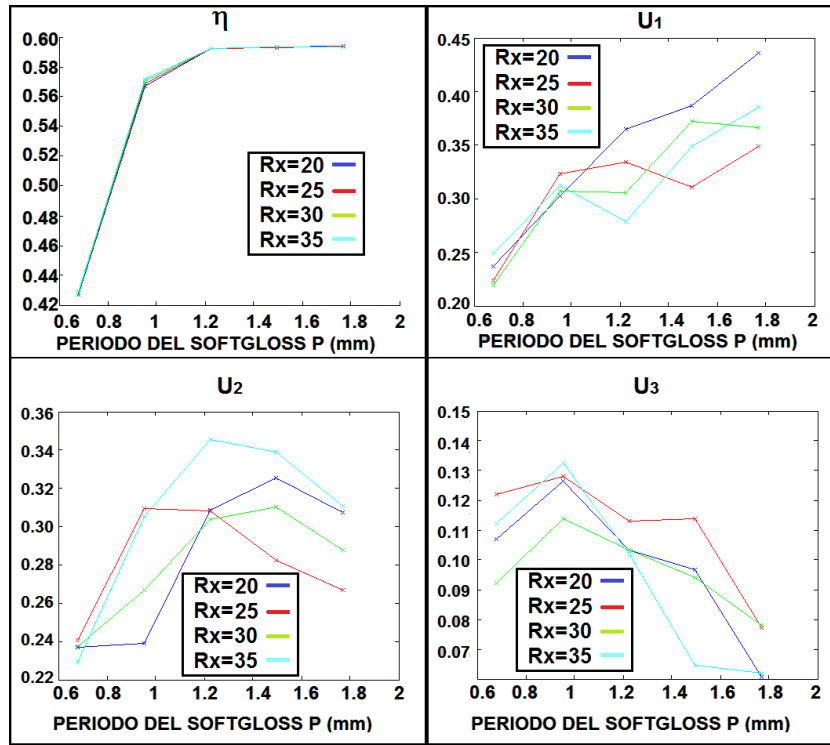 η
0.60
0.56
0.54
0.52
0.50
0.48
0.46
0.44
0.42
0.6
0.8
1
1.2
1.4
1.6
1.8
2
Rx=20
Rx=25
Rx=30
Rx=35
PERIODO DEL SOFTGLOSS P (mm)
U1
0.45
0.40
0.35
0.30
0.25
0.20
0.6
0.8
1
1.2
1.4
1.6
1.8
2
Rx=20
Rx=25
Rx=30
Rx=35
PERIODO DEL SOFTGLOSS P (mm)
U2
0.36
0.34
0.32
0.30
0.28
0.26
0.24
0.22
0.6
0.8
1
1.2
1.4
1.6
1.8
2
Rx=20
Rx=25
Rx=30
Rx=35
PERIODO DEL SOFTGLOSS P (mm)
U3
0.15
0.14
0.13
0.12
0.11
0.10
0.09
0.08
0.07
0.6
0.8
1
1.2
1.4
1.6
1.8
2
Rx=20
Rx=25
Rx=30
Rx=35
PERIODO DEL SOFTGLOSS P (mm)